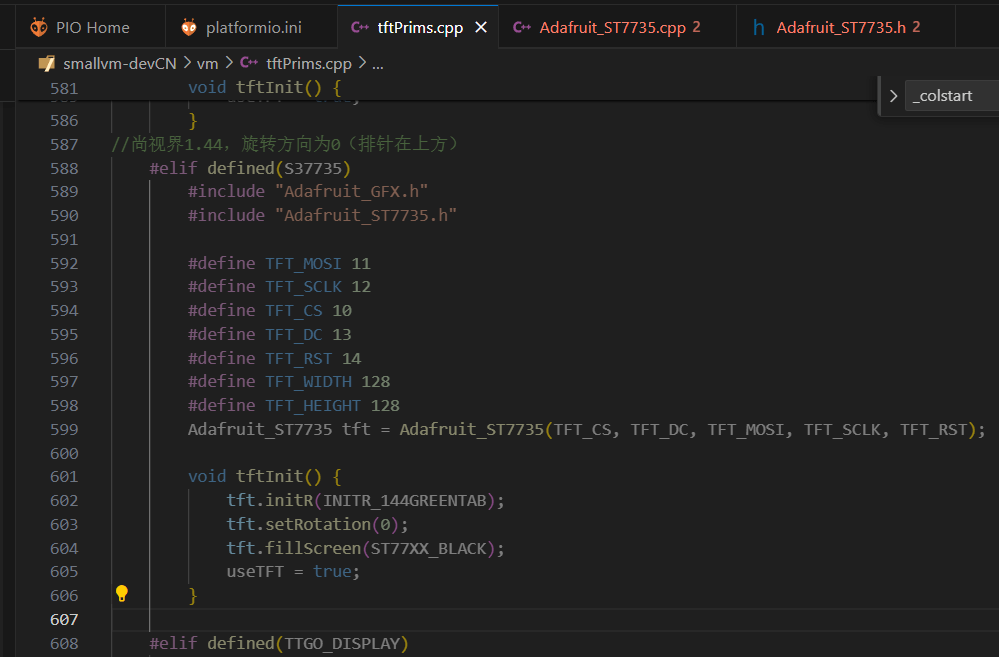 PIO Home
platformio.ini
tftPrims.cpp
Adafruit_ST7735.cpp 2
Adafruit_ST7735.h 2
smallvm-devCN > vm > tftPrims.cpp > ...
_colstart
581 void tftInit() {
586 }
587 //尚视界1.44，旋转方向为0（排针在上方）
588 #elif defined(S37735)
589 #include "Adafruit_GFX.h"
590 #include "Adafruit_ST7735.h"
591
592 #define TFT_MOSI 11
593 #define TFT_SCLK 12
594 #define TFT_CS 10
595 #define TFT_DC 13
596 #define TFT_RST 14
597 #define TFT_WIDTH 128
598 #define TFT_HEIGHT 128
599 Adafruit_ST7735 tft = Adafruit_ST7735(TFT_CS, TFT_DC, TFT_MOSI, TFT_SCLK, TFT_RST);
600
601 void tftInit() {
602 tft.initR(INITR_144GREENTAB);
603 tft.setRotation(0);
604 tft.fillScreen(ST77XX_BLACK);
605 useTFT = true;
606 }
607
608 #elif defined(TTGO_DISPLAY)